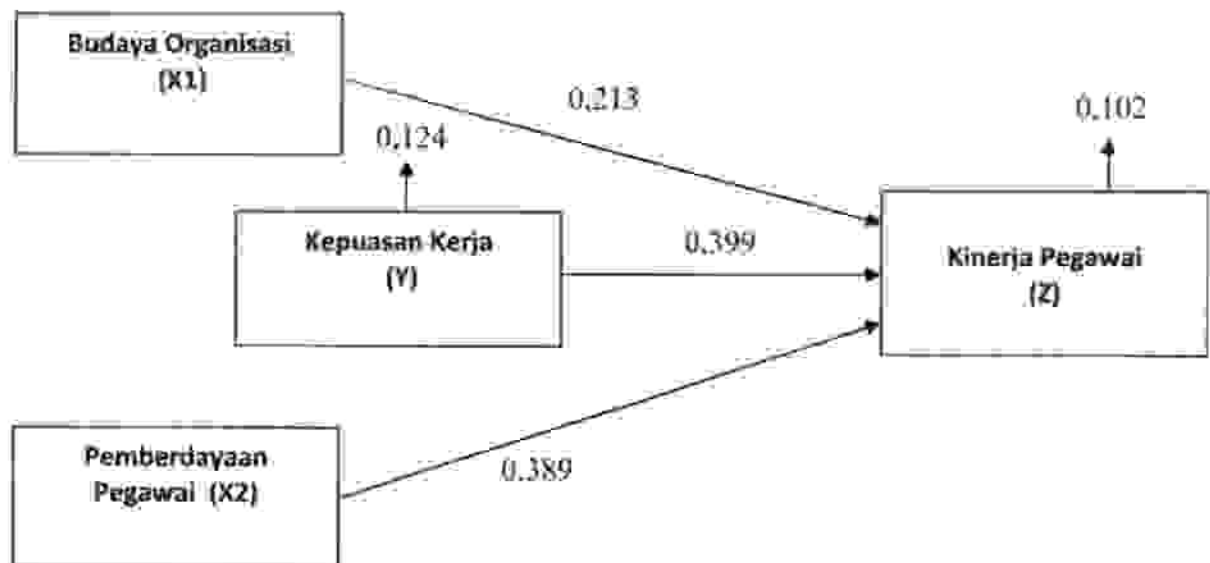 Budaya Organisasi
(X1)
0,213
0,102
0,124
Kepuasan Kerja
(Y)
0,399
Kinerja Pegawai
(Z)
Pemberdayaan
Pegawai (X2)
0,389